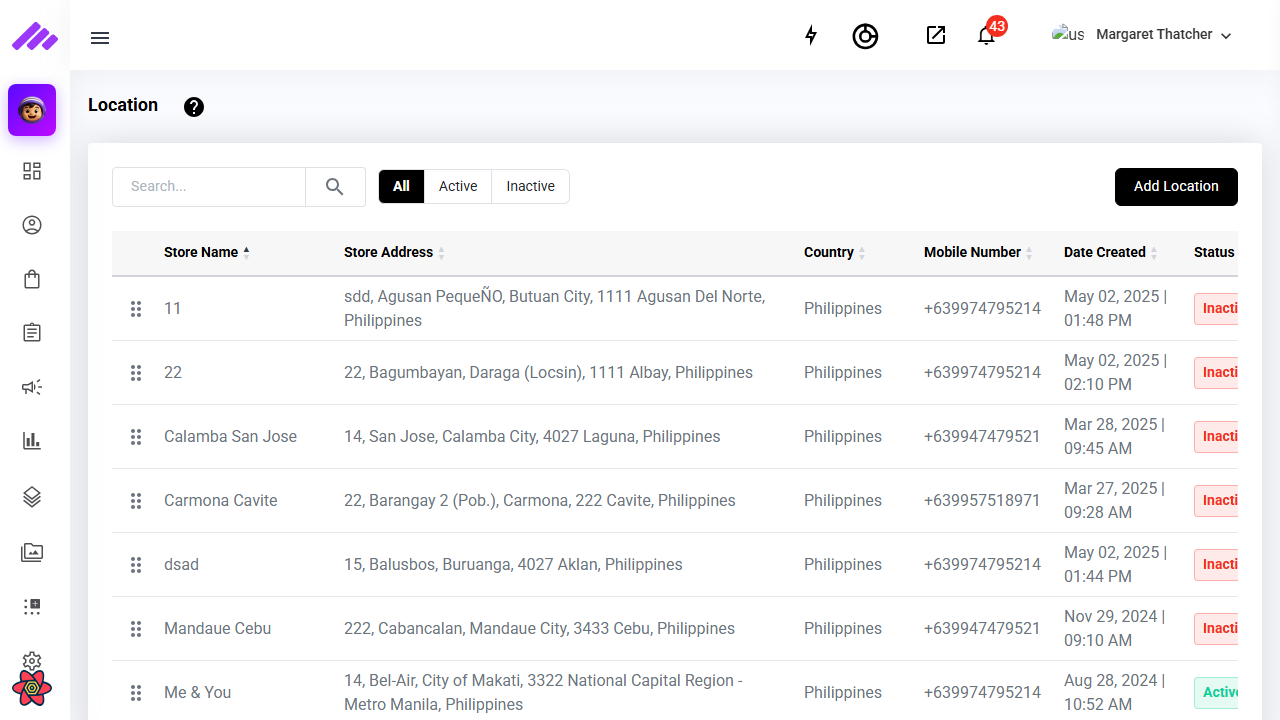 43
us
Margaret Thatcher
Location
Search...
All
Active
Inactive
Add Location
Store Name
Store Address
Country
Mobile Number
Date Created
Status
11
sdd, Agusan PequeÑO, Butuan City, 1111 Agusan Del Norte,
Philippines
Philippines
+639974795214
May 02, 2025 |
01:48 PM
Inacti
22
22, Bagumbayan, Daraga (Locsin), 1111 Albay, Philippines
Philippines
+639974795214
May 02, 2025 |
02:10 PM
Inacti
Calamba San Jose
14, San Jose, Calamba City, 4027 Laguna, Philippines
Philippines
+639947479521
Mar 28, 2025 |
09:45 AM
Inacti
Carmona Cavite
22, Barangay 2 (Pob.), Carmona, 222 Cavite, Philippines
Philippines
+639957518971
Mar 27, 2025 |
09:28 AM
Inacti
dsad
15, Balusbos, Buruanga, 4027 Aklan, Philippines
Philippines
+639974795214
May 02, 2025 |
01:44 PM
Inacti
Mandaue Cebu
222, Cabancalan, Mandaue City, 3433 Cebu, Philippines
Philippines
+639947479521
Nov 29, 2024 |
09:10 AM
Inacti
Me & You
14, Bel-Air, City of Makati, 3322 National Capital Region -
Metro Manila, Philippines
Philippines
+639974795214
Aug 28, 2024 |
10:52 AM
Active